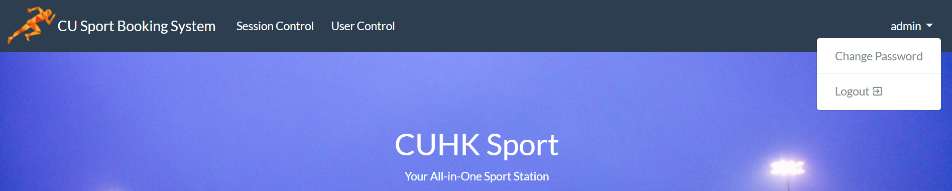 CU Sport Booking System Session Control User Control admin
Change Password
Logout
CUHK Sport
Your All-in-One Sport Station